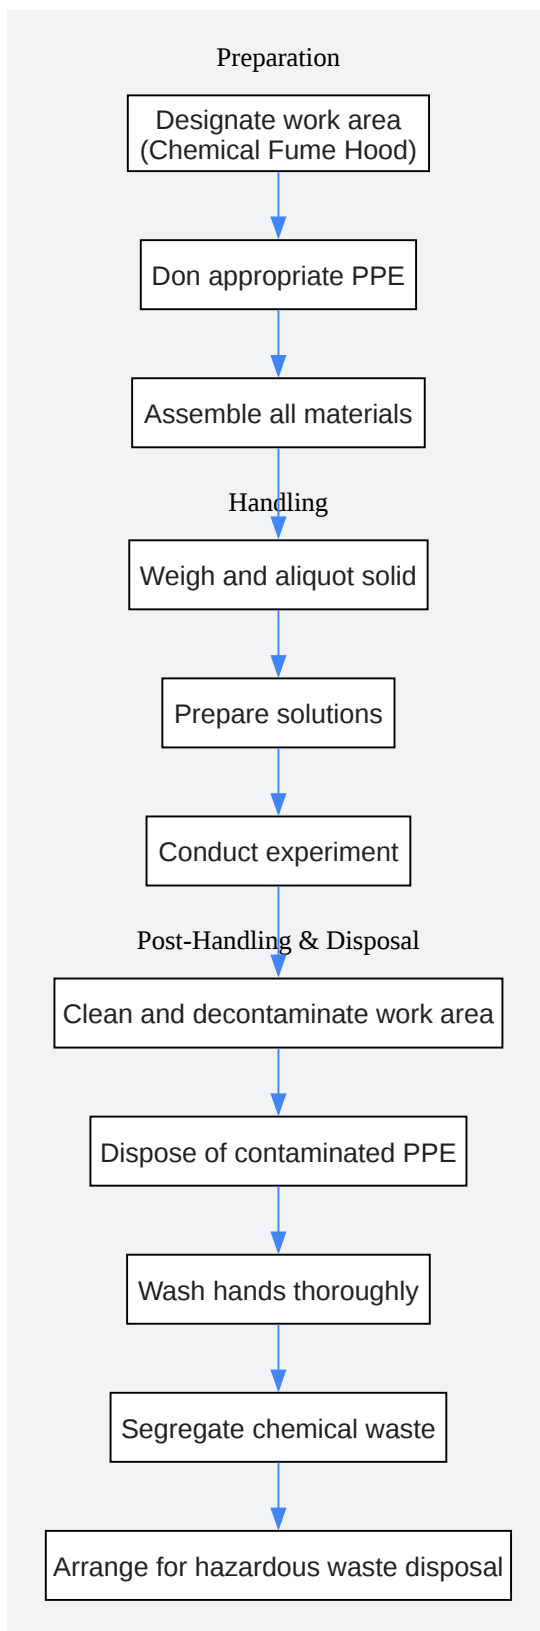 Preparation
Designate work area
(Chemical Fume Hood)
Don appropriate PPE
Assemble all materials
Handling
Weigh and aliquot solid
Prepare solutions
Conduct experiment
Post-Handling & Disposal
Clean and decontaminate work area
Dispose of contaminated PPE
Wash hands thoroughly
Segregate chemical waste
Arrange for hazardous waste disposal